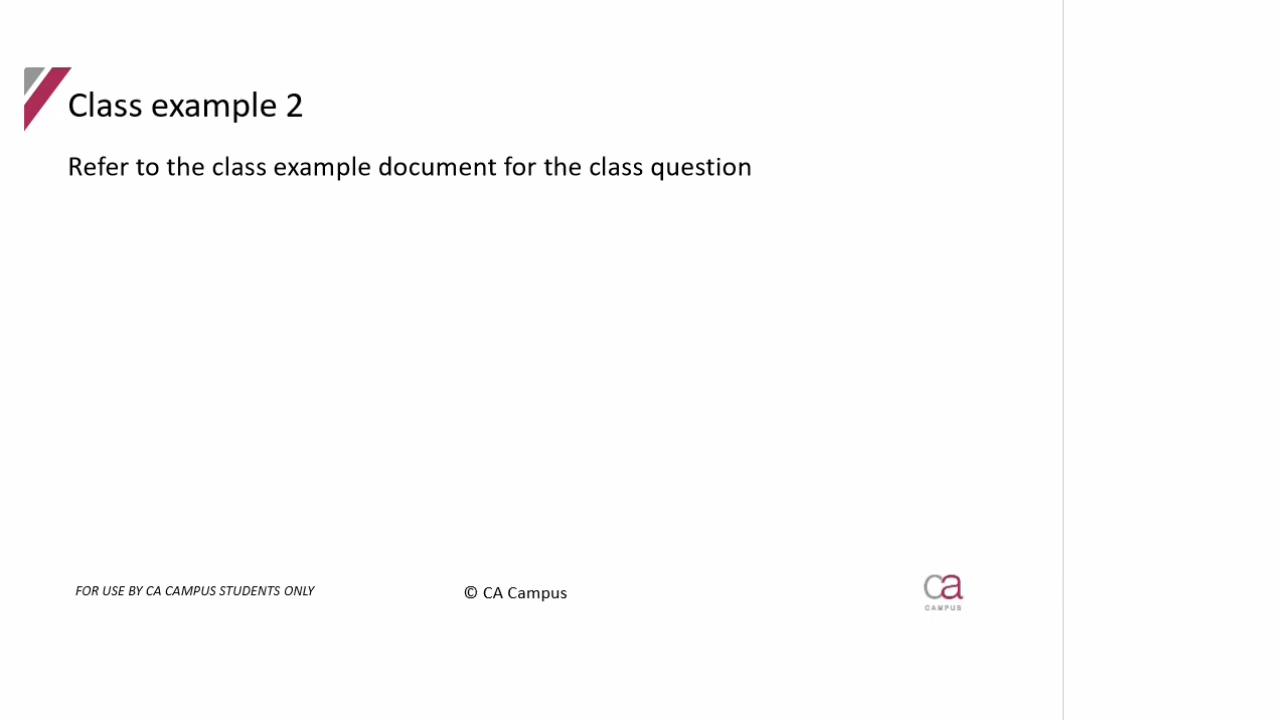 Class example 2
Refer to the class example document for the class question
FOR USE BY CA CAMPUS STUDENTS ONLY
© CA Campus
ca
CAMPUS